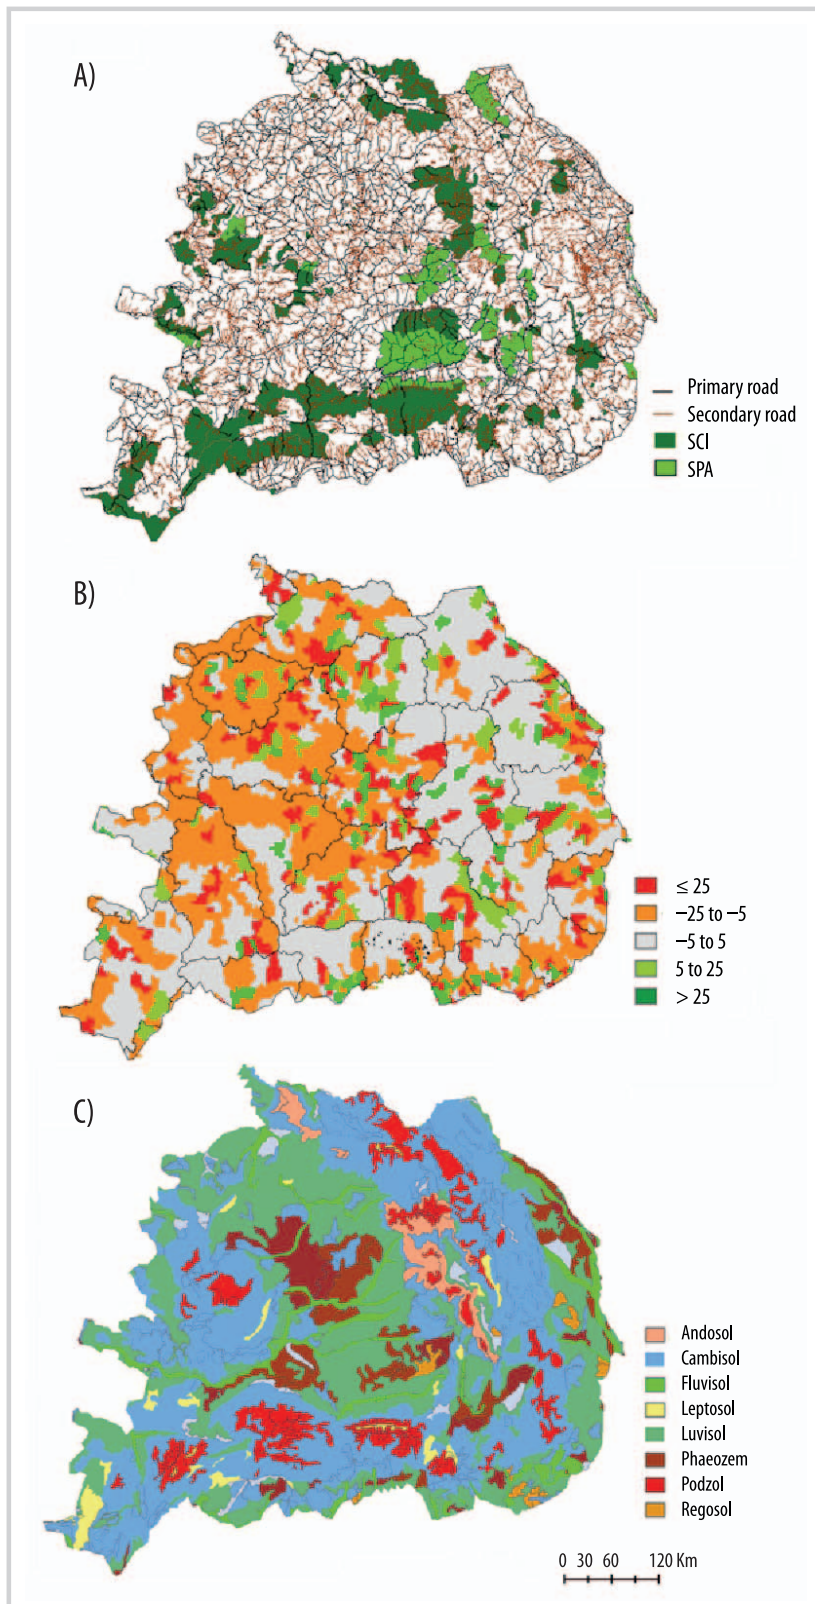 A)
Primary road
Secondary road
SCI
SPA
B)
≤ 25
−25 to −5
−5 to 5
5 to 25
> 25
C)
Andosol
Cambisol
Fluvisol
Leptosol
Luvisol
Phaeozem
Podzol
Regosol
0 30 60 120 Km